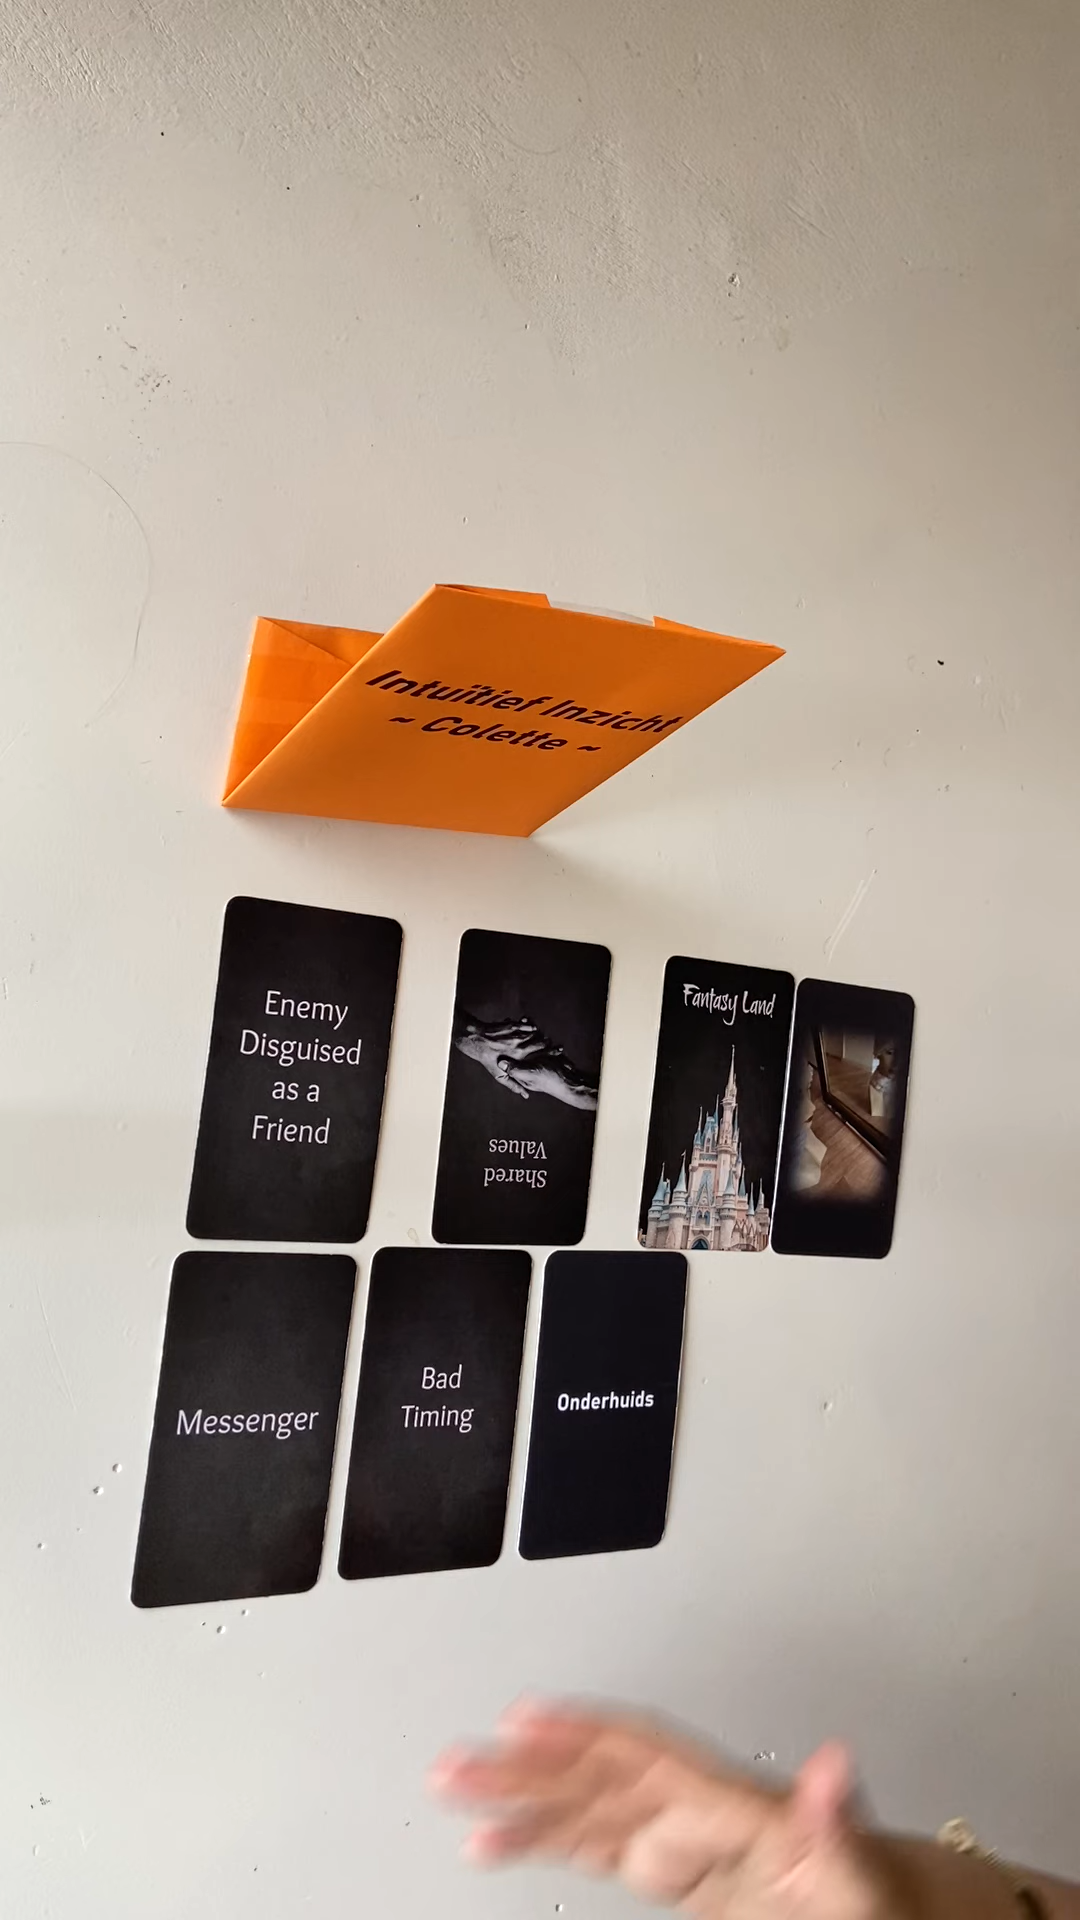 Intuïtief Inzicht
~ Colette ~
Enemy
Disguised
as a
Friend
Shared
Values
Fantasy Land
Messenger
Bad
Timing
Onderhuids